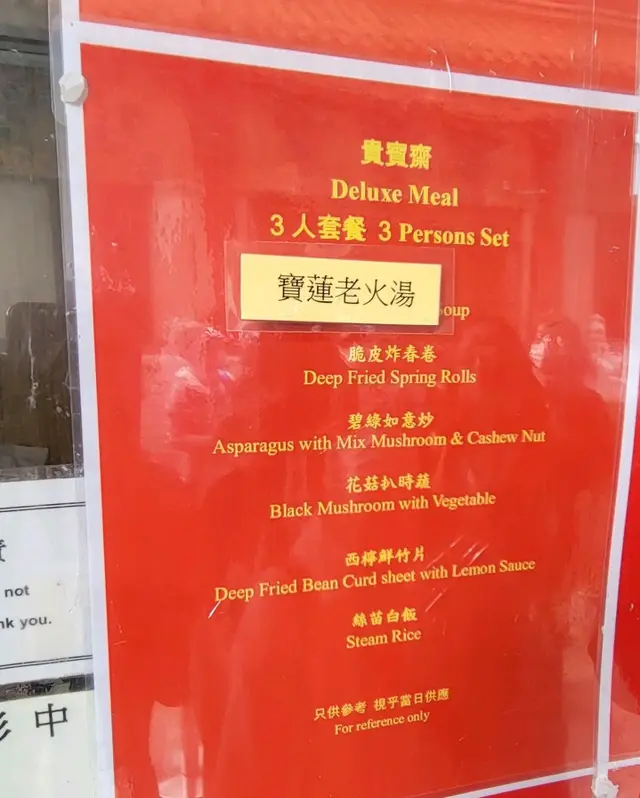 貴寶齋
Deluxe Meal
3 人套餐 3 Persons Set
寶蓮老火湯
oup
脆皮炸春卷
Deep Fried Spring Rolls
碧綠如意炒
Asparagus with Mix Mushroom & Cashew Nut
花菇扒時蔬
Black Mushroom with Vegetable
西檸鮮竹片
Deep Fried Bean Curd sheet with Lemon Sauce
絲苗白飯
Steam Rice
只供參考 視乎當日供應
For reference only
not
nk you.
中